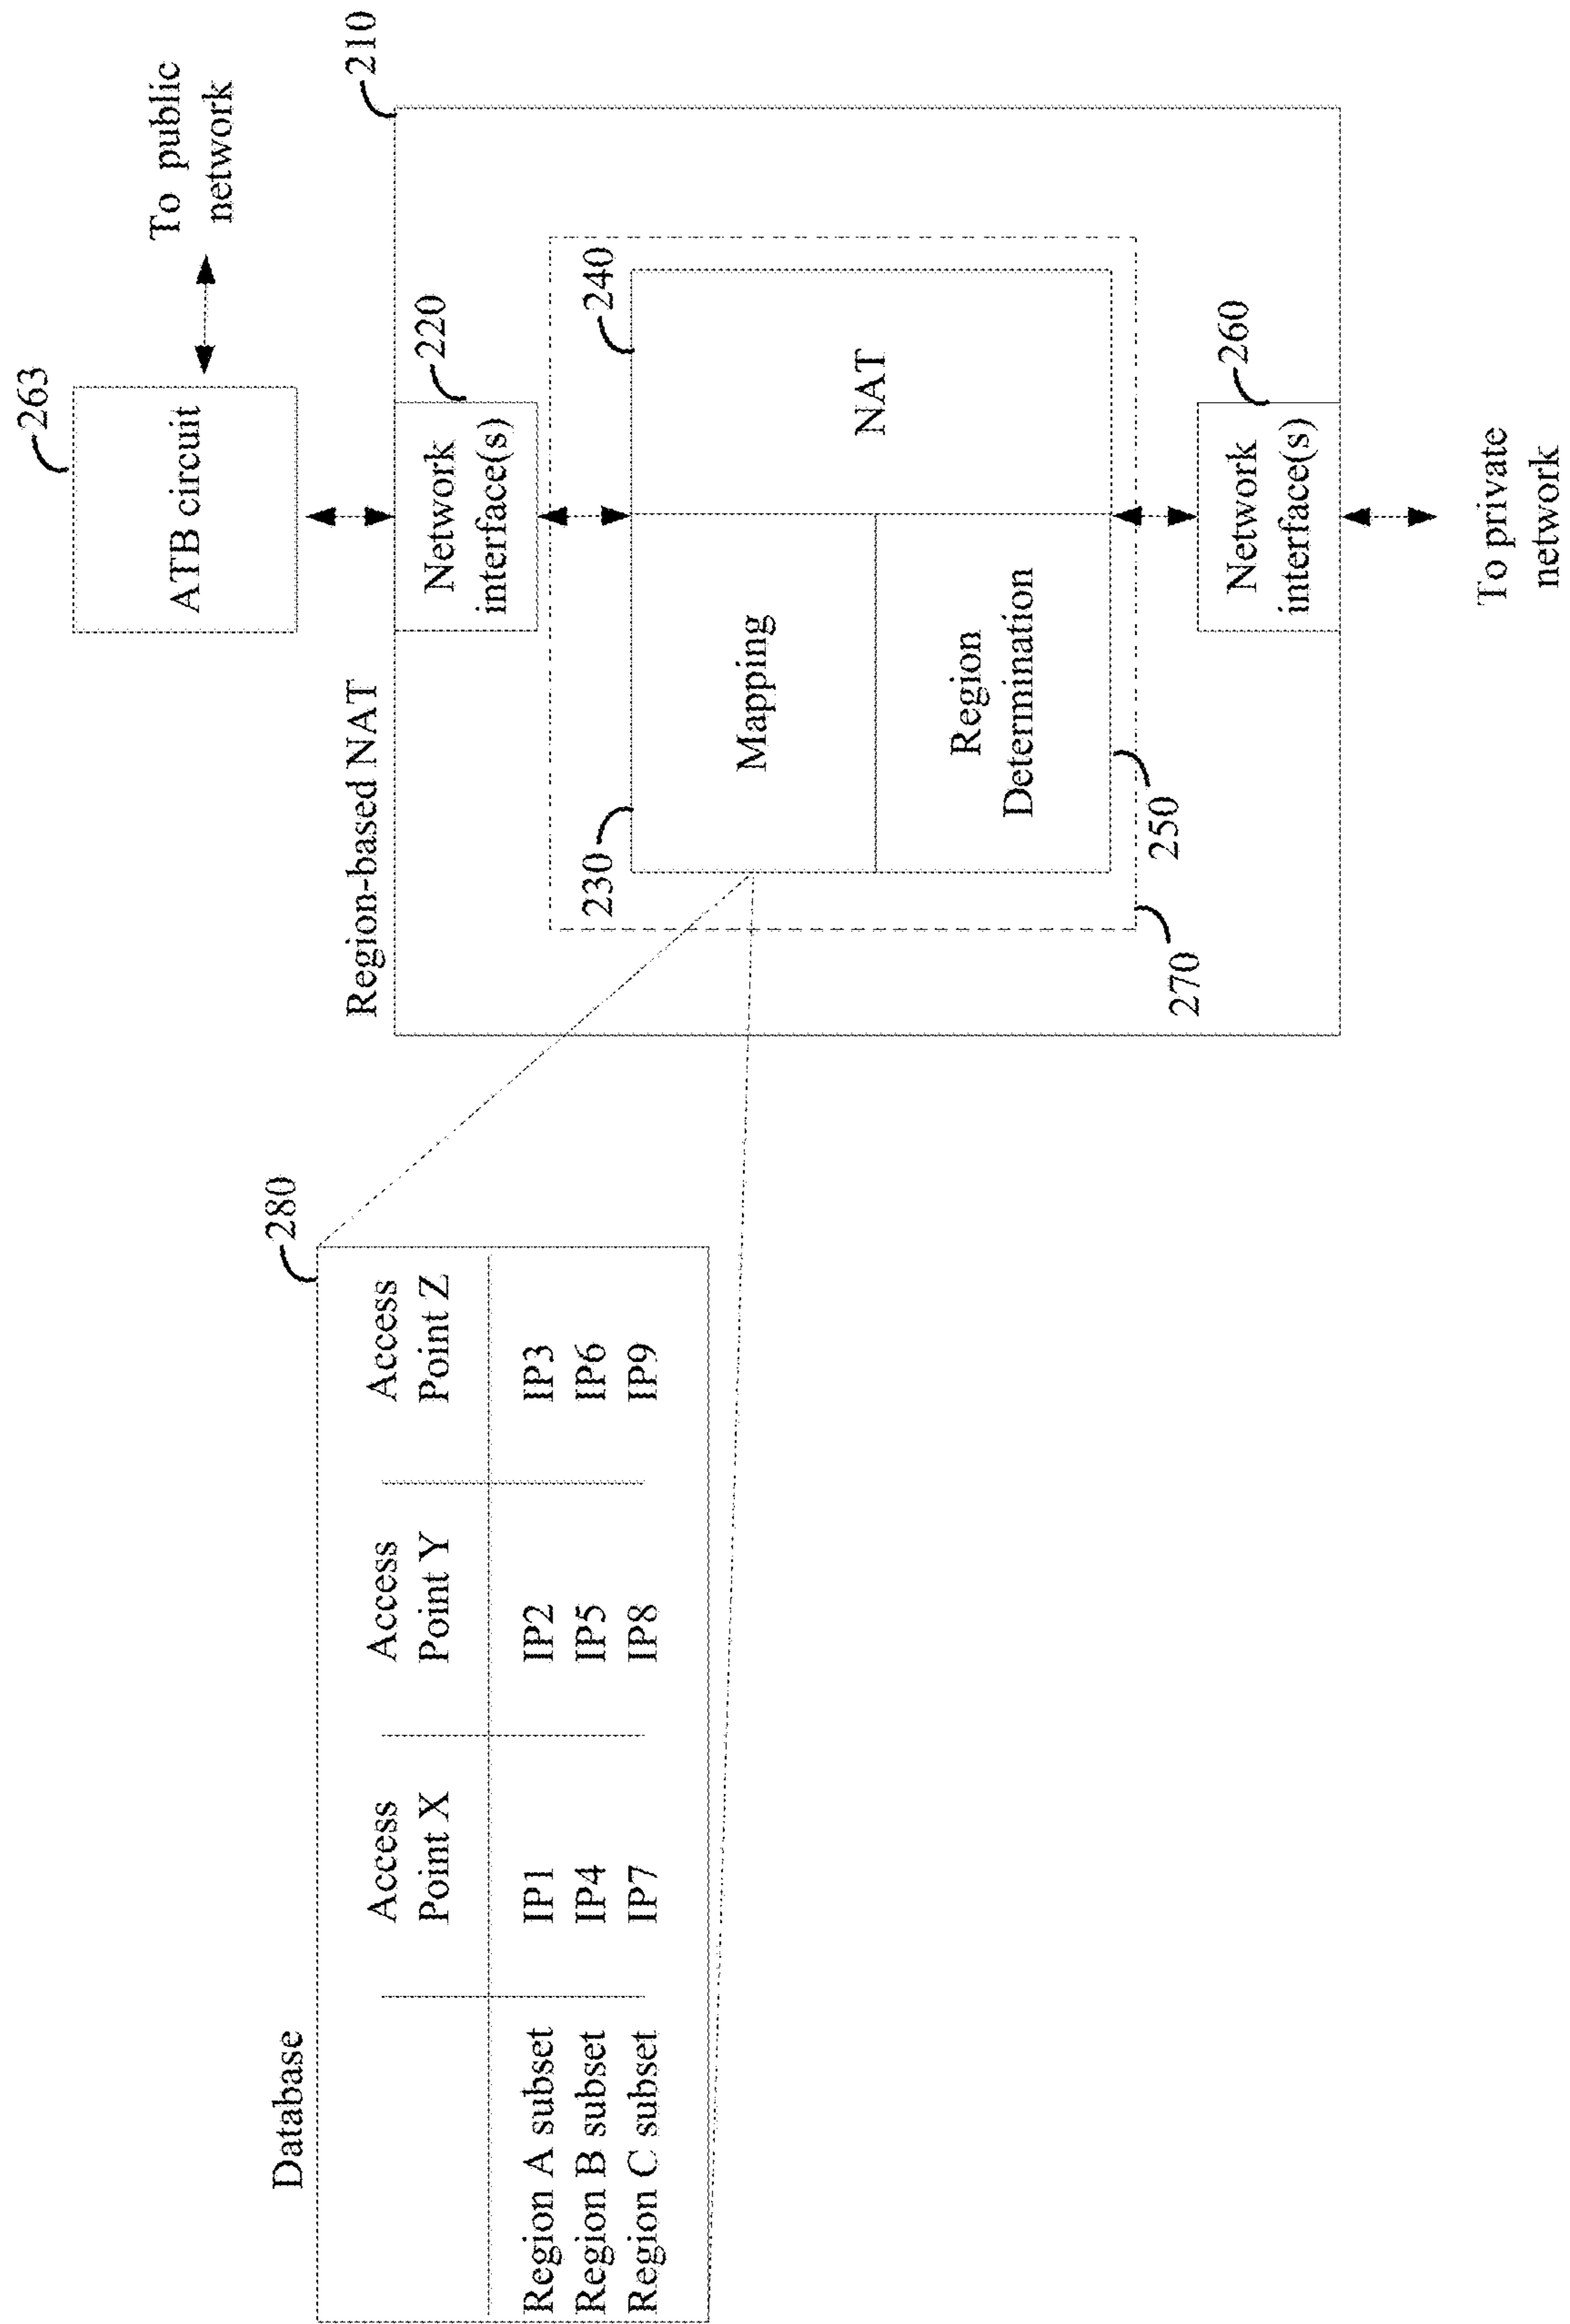 Database
280
Access Point X
Access Point Y
Access Point Z
Region A subset
IP1
IP2
IP3
Region B subset
IP4
IP5
IP6
Region C subset
IP7
IP8
IP9
263
ATB circuit
To public
network
Region-based NAT
210
Network
interface(s)
220
230
Mapping
240
NAT
Region
Determination
250
270
Network
interface(s)
260
To private
network